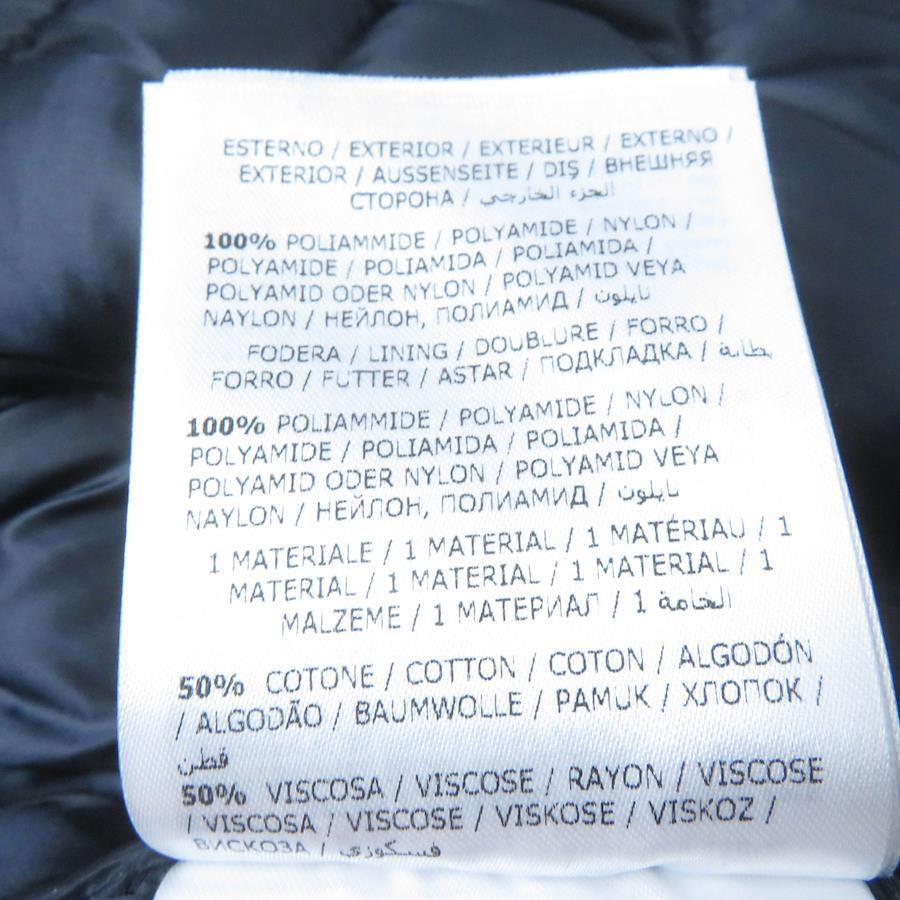 ESTERNO / EXTERIOR / EXTERIEUR / EXTERNO /
EXTERIOR / AUSSENSEITE / DIŞ / ВНЕШНЯЯ
СТОРОНА / الجزء الخارجي
100% POLIAMMIDE / POLYAMIDE / NYLON /
POLYAMIDE / POLIAMIDA / POLIAMIDA /
POLYAMID ODER NYLON / POLYAMID VEYA
NAYLON / НЕЙЛОН, ПОЛИАМИД / نايلون
FODERA / LINING / DOUBLURE / FORRO /
FORRO / FUTTER / ASTAR / ПОДКЛАДКА / بطانة
100% POLIAMMIDE / POLYAMIDE / NYLON /
POLYAMIDE / POLIAMIDA / POLIAMIDA /
POLYAMID ODER NYLON / POLYAMID VEYA
NAYLON / НЕЙЛОН, ПОЛИАМИД / نايلون
1 MATERIALE / 1 MATERIAL / 1 MATÉRIAU / 1
MATERIAL / 1 MATERIAL / 1 MATERIAL / 1
MALZEME / 1 МАТЕРИАЛ / 1 الخامة
50% COTONE / COTTON / COTON / ALGODÓN
/ ALGODÃO / BAUMWOLLE / PAMUK / ХЛОПОК /
قطن
50% VISCOSA / VISCOSE / RAYON / VISCOSE
/ VISCOSA / VISCOSE / VISKOSE / VISKOZ /
ВИСКОЗА / فسكوزي